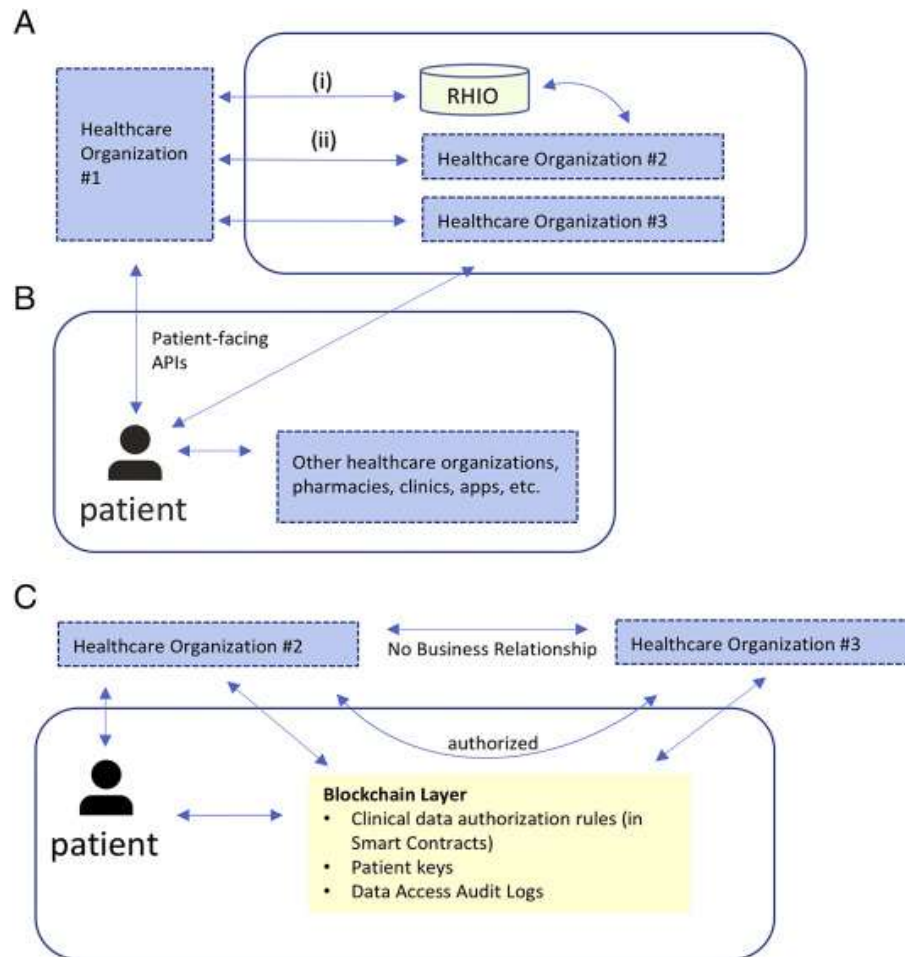 A
Healthcare
Organization
#1
(i)
RHIO
(ii)
Healthcare Organization #2
Healthcare Organization #3
B
Patient-facing
APIs
patient
Other healthcare organizations,
pharmacies, clinics, apps, etc.
C
Healthcare Organization #2
No Business Relationship
Healthcare Organization #3
authorized
patient
Blockchain Layer
• Clinical data authorization rules (in
Smart Contracts)
• Patient keys
• Data Access Audit Logs